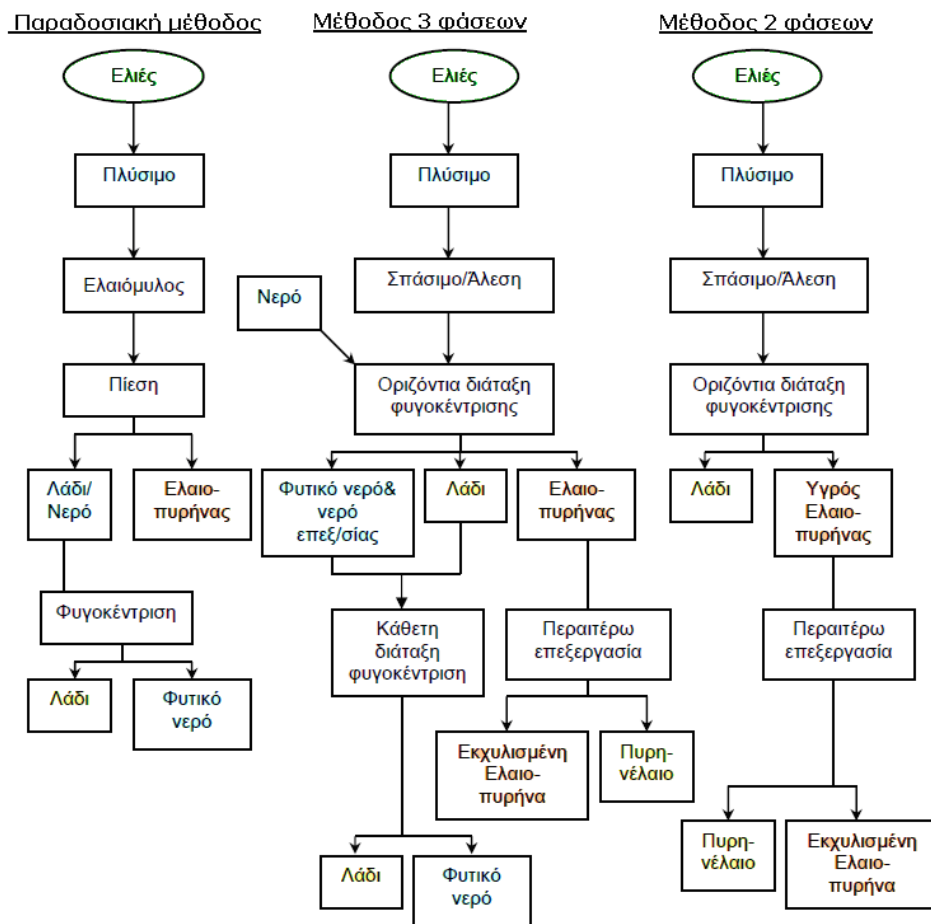 Παραδοσιακή μέθοδος
Ελιές
Πλύσιμο
Ελαιόμυλος
Πίεση
Λάδι/
Νερό
Ελαιο-
πυρήνας
Φυγοκέντριση
Λάδι
Φυτικό
νερό
Μέθοδος 3 φάσεων
Ελιές
Πλύσιμο
Σπάσιμο/Άλεση
Νερό
Οριζόντια διάταξη
φυγοκέντρισης
Φυτικό νερό&
νερό
επεξ/σίας
Λάδι
Ελαιο-
πυρήνας
Κάθετη
διάταξη
φυγοκέντριση
Περαιτέρω
επεξεργασία
Εκχυλισμένη
Ελαιο-
πυρήνα
Πυρη-
νέλαιο
Λάδι
Φυτικό
νερό
Μέθοδος 2 φάσεων
Ελιές
Πλύσιμο
Σπάσιμο/Άλεση
Οριζόντια διάταξη
φυγοκέντρισης
Λάδι
Υγρός
Ελαιο-
πυρήνας
Περαιτέρω
επεξεργασία
Πυρη-
νέλαιο
Εκχυλισμένη
Ελαιο-
πυρήνα